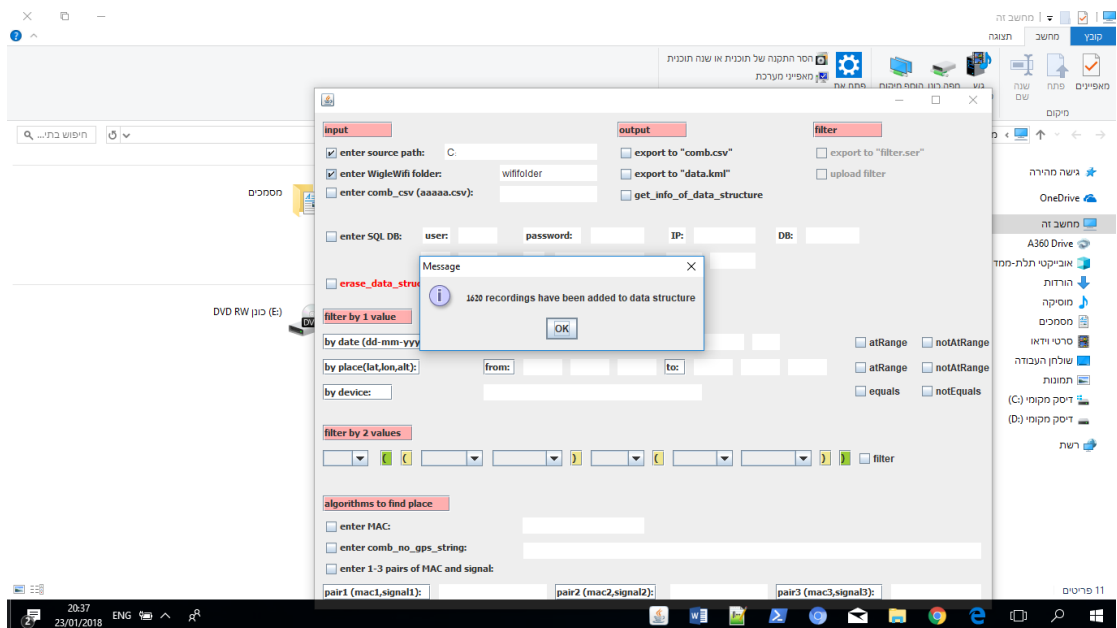 מחשב זה
קובץ
מחשב
תצוגה
מאפיינים
פתח
שנה שם
מיקום
הסר התקנה של תוכנית או שנה תוכנית
מאפייני מערכת
חיפוש בתי...
גישה מהירה
OneDrive
מחשב זה
A360 Drive
אובייקטי תלת-ממד
הורדות
מוסיקה
מסמכים
סרטי וידאו
שולחן העבודה
תמונות
דיסק מקומי (C:)
דיסק מקומי (D:)
רשת
מסמכים
כונן DVD RW (E:)
11 פריטים
input
output
filter
enter source path:
C:
export to "comb.csv"
export to "filter.ser"
enter WigleWifi folder:
wififolder
export to "data.kml"
upload filter
enter comb_csv (aaaaa.csv):
get_info_of_data_structure
enter SQL DB:
user:
password:
IP:
DB:
erase_data_struc
Message
1620 recordings have been added to data structure
OK
filter by 1 value
by date (dd-mm-yyy
atRange
notAtRange
by place(lat,lon,alt):
from:
to:
atRange
notAtRange
by device:
equals
notEquals
filter by 2 values
( ( ) ( ) )
filter
algorithms to find place
enter MAC:
enter comb_no_gps_string:
enter 1-3 pairs of MAC and signal:
pair1 (mac1,signal1):
pair2 (mac2,signal2):
pair3 (mac3,signal3):
2
20:37
23/01/2018
ENG